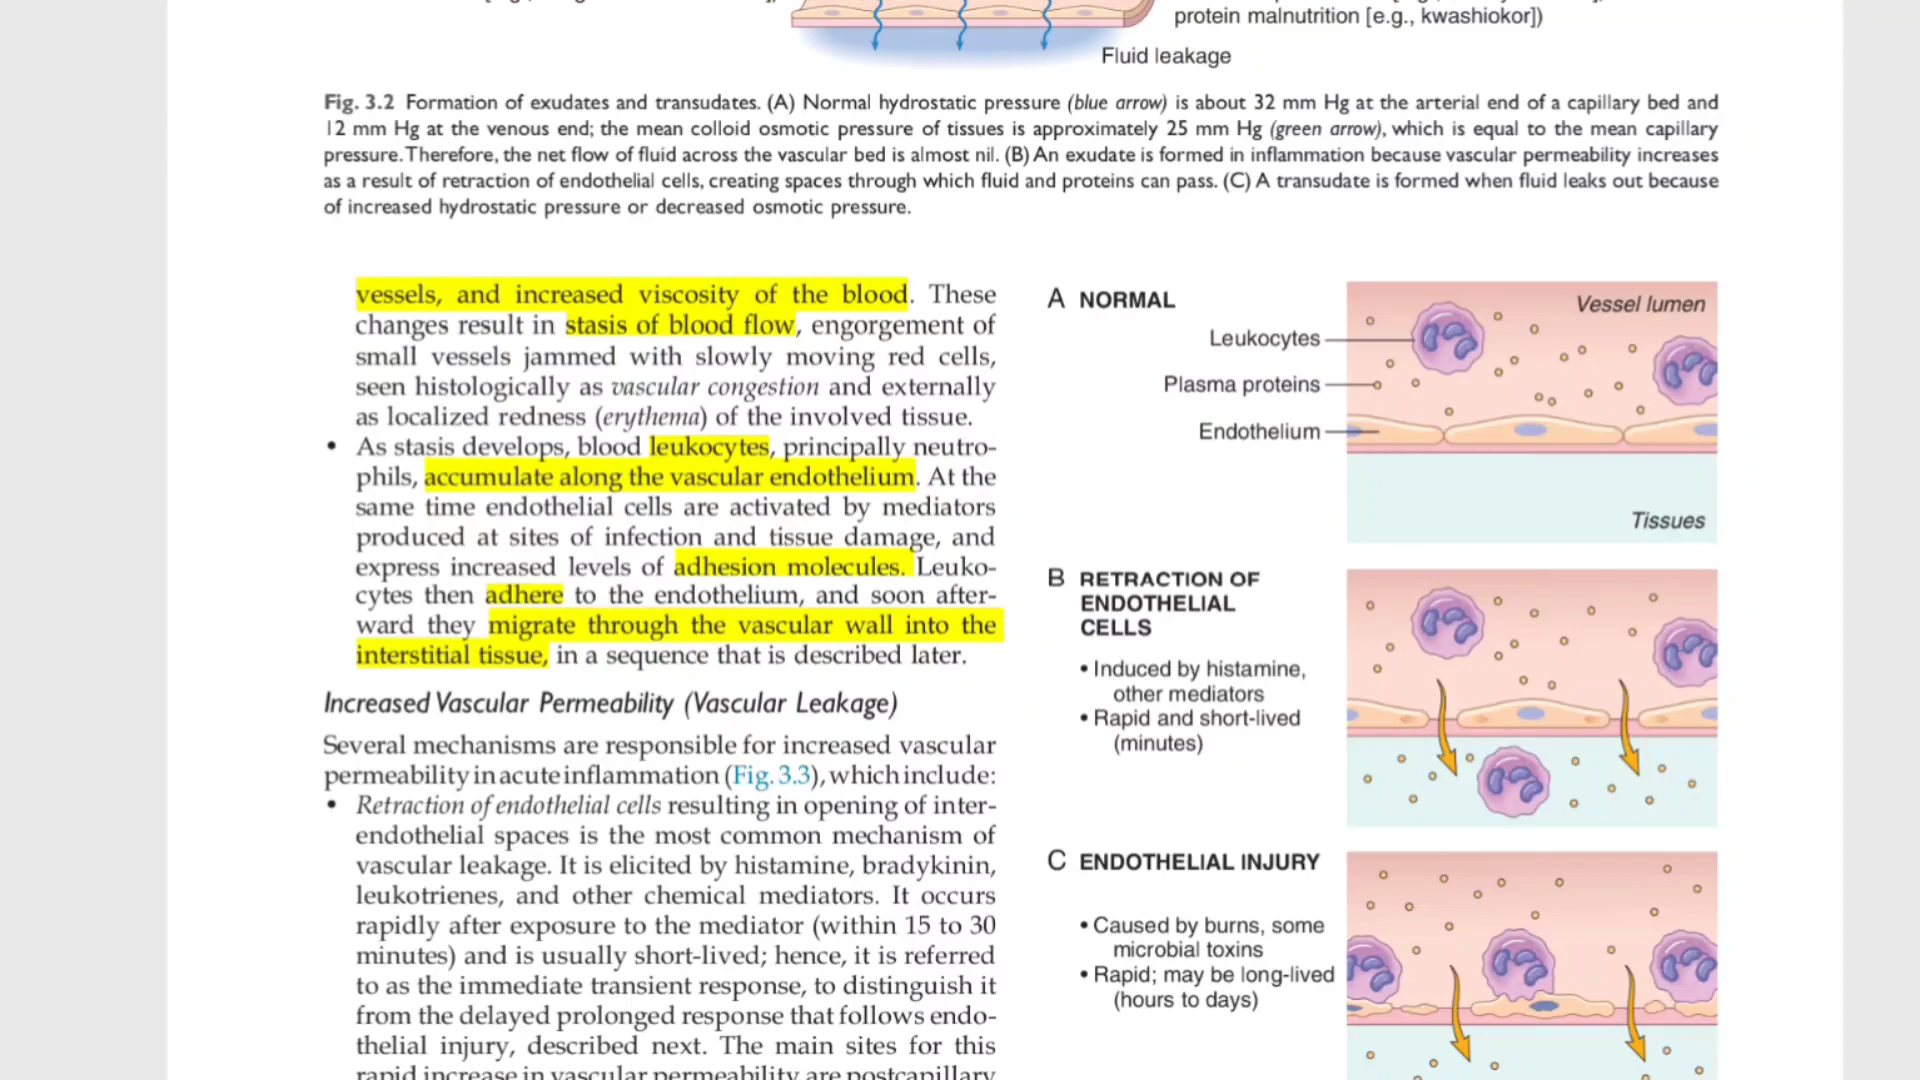 protein malnutrition [e.g., kwashiokor])
Fluid leakage
Fig. 3.2 Formation of exudates and transudates. (A) Normal hydrostatic pressure (blue arrow) is about 32 mm Hg at the arterial end of a capillary bed and
12 mm Hg at the venous end; the mean colloid osmotic pressure of tissues is approximately 25 mm Hg (green arrow), which is equal to the mean capillary
pressure. Therefore, the net flow of fluid across the vascular bed is almost nil. (B) An exudate is formed in inflammation because vascular permeability increases
as a result of retraction of endothelial cells, creating spaces through which fluid and proteins can pass. (C) A transudate is formed when fluid leaks out because
of increased hydrostatic pressure or decreased osmotic pressure.
vessels, and increased viscosity of the blood. These
changes result in stasis of blood flow, engorgement of
small vessels jammed with slowly moving red cells,
seen histologically as vascular congestion and externally
as localized redness (erythema) of the involved tissue.
• As stasis develops, blood leukocytes, principally neutro-
phils, accumulate along the vascular endothelium. At the
same time endothelial cells are activated by mediators
produced at sites of infection and tissue damage, and
express increased levels of adhesion molecules. Leuko-
cytes then adhere to the endothelium, and soon after-
ward they migrate through the vascular wall into the
interstitial tissue, in a sequence that is described later.
Increased Vascular Permeability (Vascular Leakage)
Several mechanisms are responsible for increased vascular
permeability in acute inflammation (Fig. 3.3), which include:
• Retraction of endothelial cells resulting in opening of inter-
endothelial spaces is the most common mechanism of
vascular leakage. It is elicited by histamine, bradykinin,
leukotrienes, and other chemical mediators. It occurs
rapidly after exposure to the mediator (within 15 to 30
minutes) and is usually short-lived; hence, it is referred
to as the immediate transient response, to distinguish it
from the delayed prolonged response that follows endo-
thelial injury, described next. The main sites for this
rapid increase in vascular permeability are postcapillary
A NORMAL
Vessel lumen
Leukocytes
Plasma proteins
Endothelium
Tissues
B RETRACTION OF
ENDOTHELIAL
CELLS
• Induced by histamine,
other mediators
• Rapid and short-lived
(minutes)
C ENDOTHELIAL INJURY
• Caused by burns, some
microbial toxins
• Rapid; may be long-lived
(hours to days)